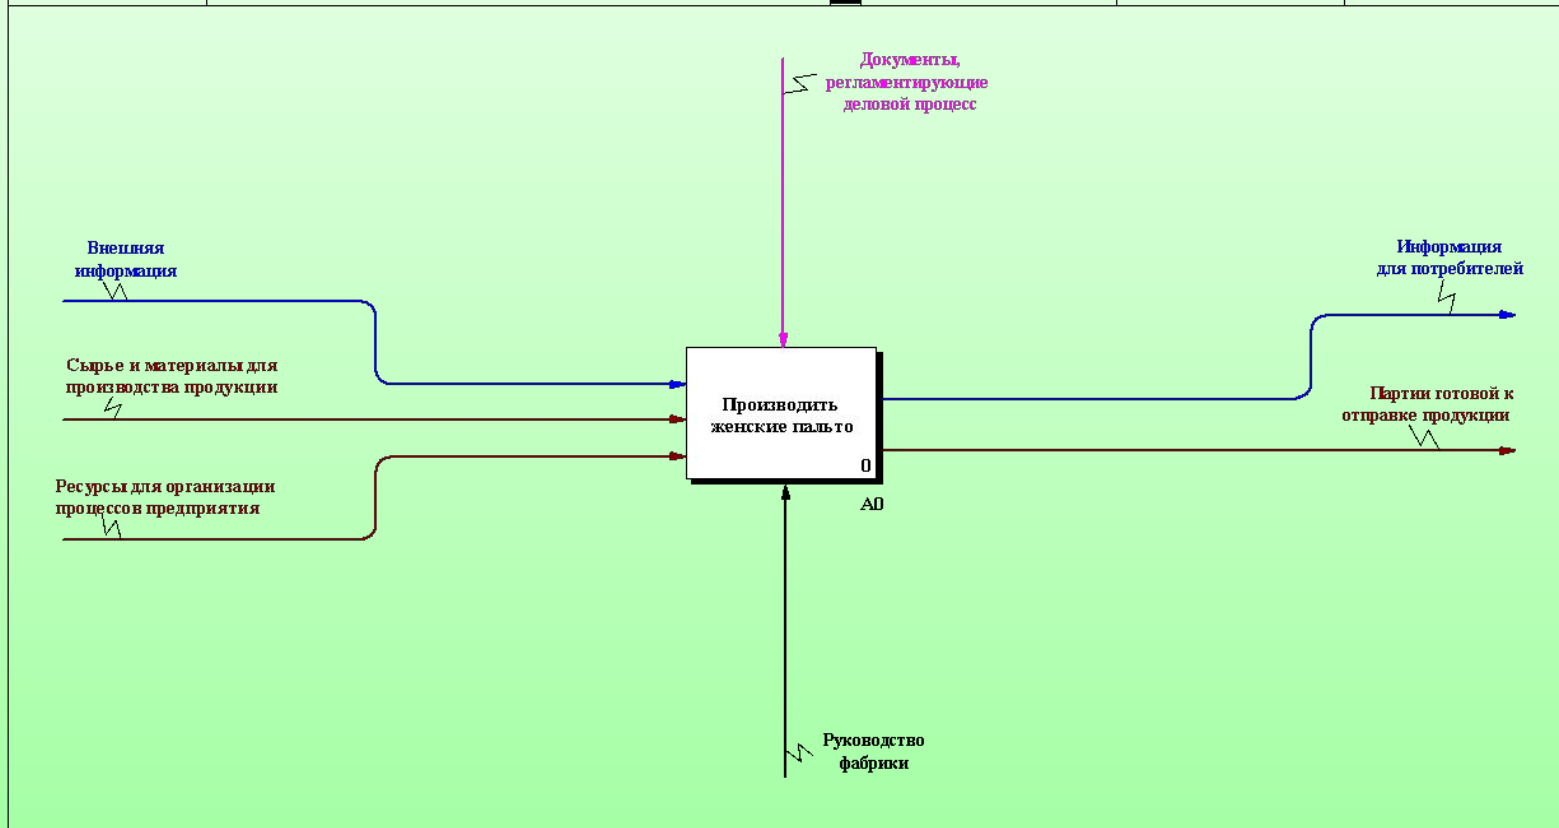 Документы,
регламентирующие
деловой процесс
Внешняя
информация
Информация
для потребителей
Сырье и материалы для
производства продукции
Производить
женские пальто
0
A0
Партии готовой к
отправке продукции
Ресурсы для организации
процессов предприятия
Руководство
фабрики